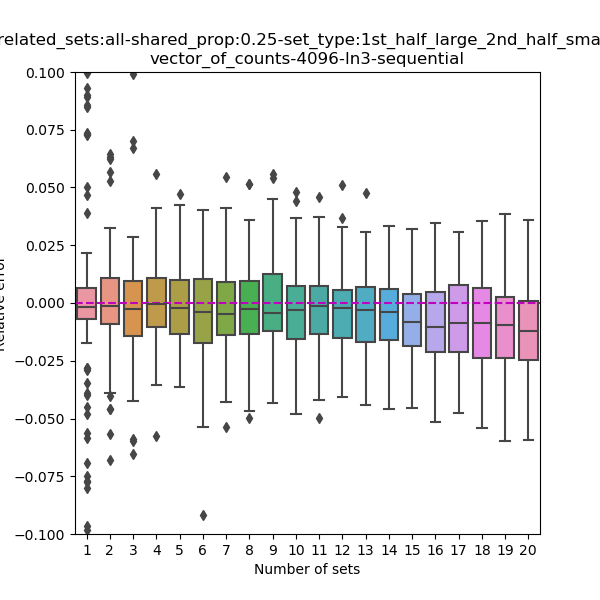 related_sets:all-shared_prop:0.25-set_type:1st_half_large_2nd_half_sma
vector_of_counts-4096-ln3-sequential
0.100
0.075
0.050
0.025
0.000
−0.025
−0.050
−0.075
−0.100
Relative error
1 2 3 4 5 6 7 8 9 10 11 12 13 14 15 16 17 18 19 20
Number of sets